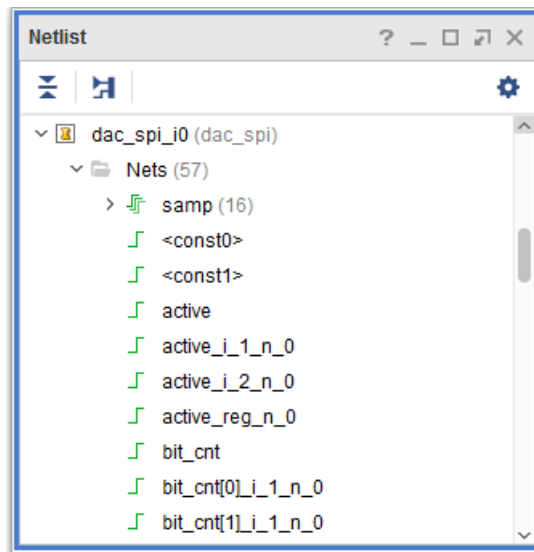 Netlist
dac_spi_i0 (dac_spi)
Nets (57)
samp (16)
<const0>
<const1>
active
active_i_1_n_0
active_i_2_n_0
active_reg_n_0
bit_cnt
bit_cnt[0]_i_1_n_0
bit_cnt[1]_i_1_n_0